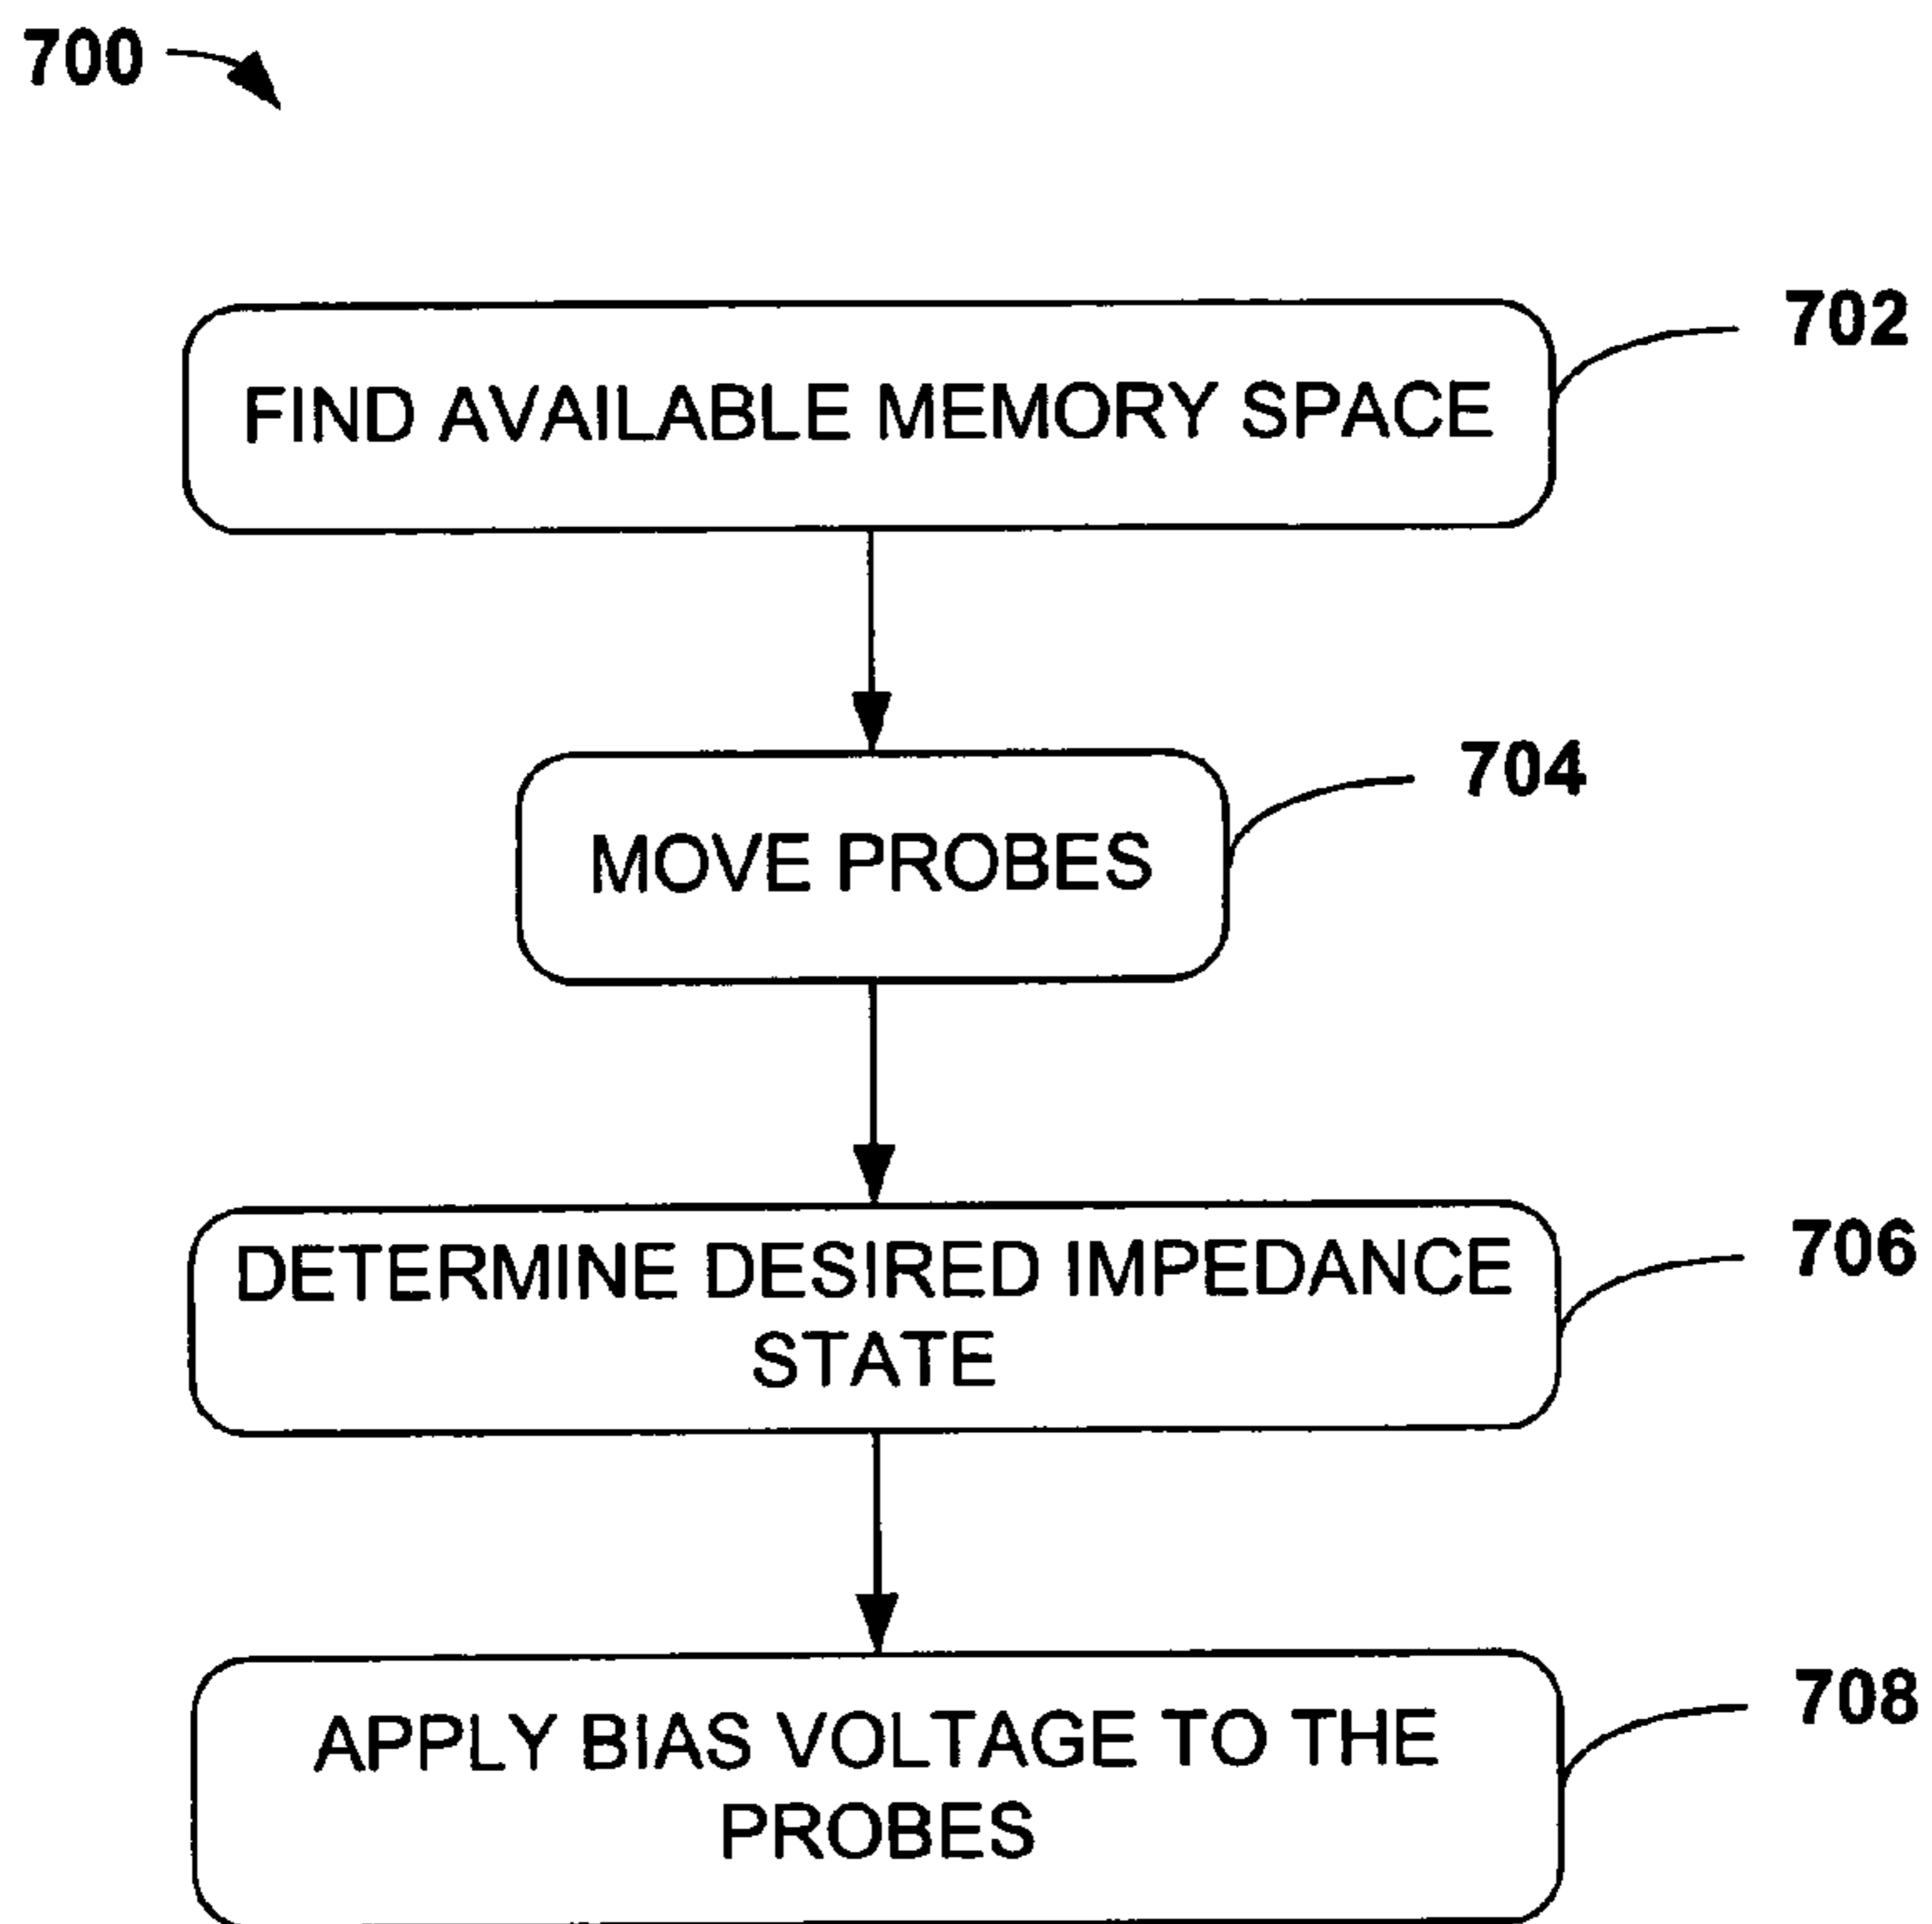 700
702
FIND AVAILABLE MEMORY SPACE
704
MOVE PROBES
706
DETERMINE DESIRED IMPEDANCE
STATE
708
APPLY BIAS VOLTAGE TO THE
PROBES